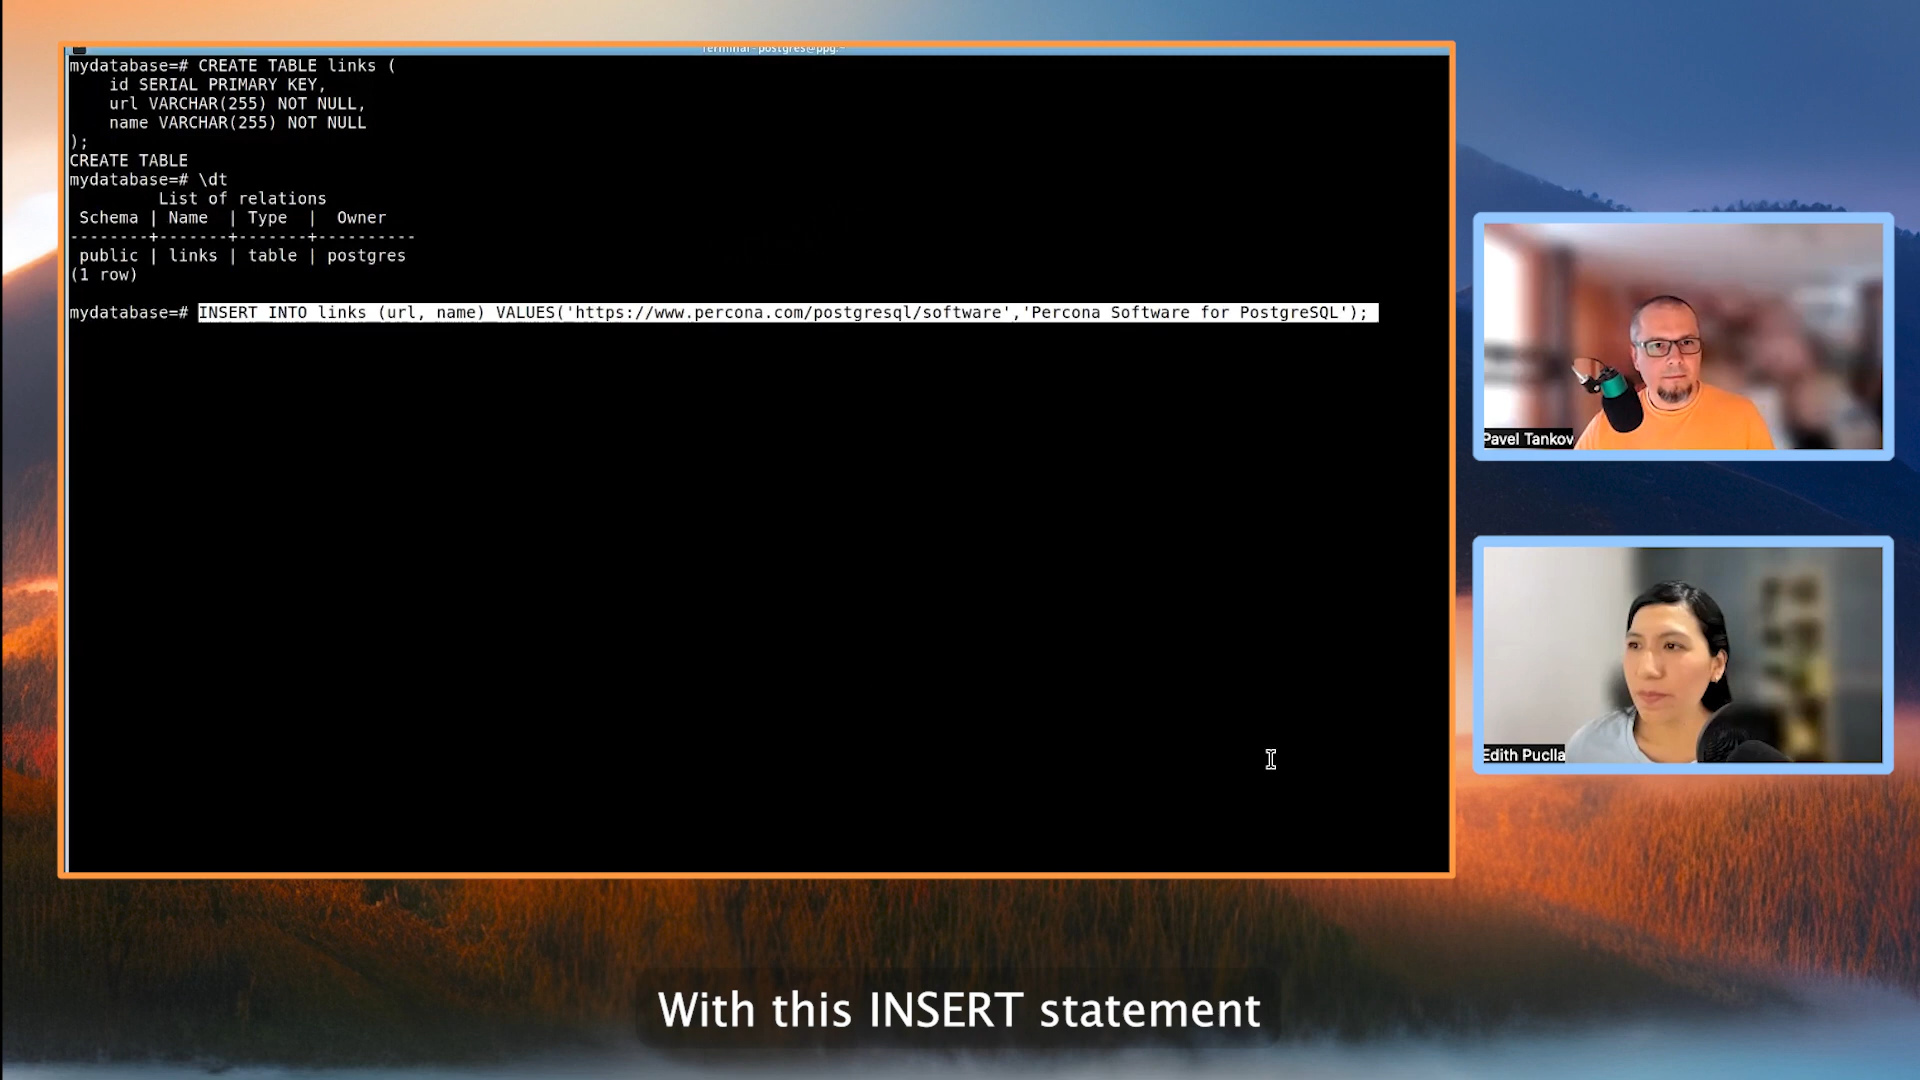 Terminal - postgres@ppg:~
mydatabase=# CREATE TABLE links (
    id SERIAL PRIMARY KEY,
    url VARCHAR(255) NOT NULL,
    name VARCHAR(255) NOT NULL
);
CREATE TABLE
mydatabase=# \dt
         List of relations
 Schema | Name  | Type  |  Owner
--------+-------+-------+----------
 public | links | table | postgres
(1 row)
mydatabase=# INSERT INTO links (url, name) VALUES('https://www.percona.com/postgresql/software','Percona Software for PostgreSQL');
Pavel Tankov
Edith Puclla
With this INSERT statement